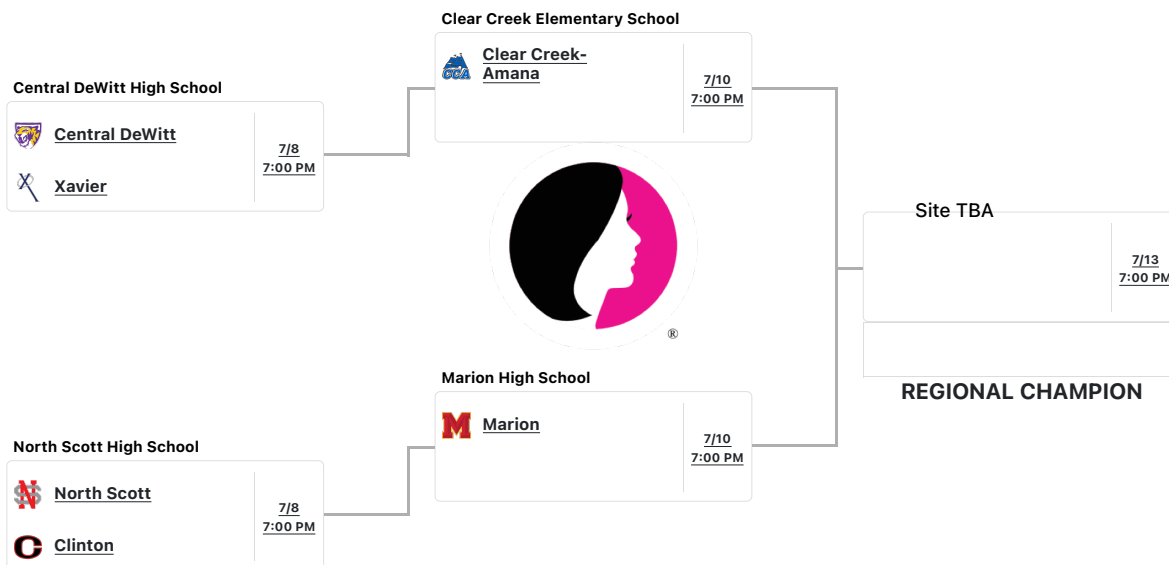 Clear Creek Elementary School
CCA
Clear Creek-
Amana
7/10
7:00 PM
Central DeWitt High School
Central DeWitt
Xavier
7/8
7:00 PM
Site TBA
7/13
7:00 PM
REGIONAL CHAMPION
®
Marion High School
M
Marion
7/10
7:00 PM
North Scott High School
NS
North Scott
C
Clinton
7/8
7:00 PM